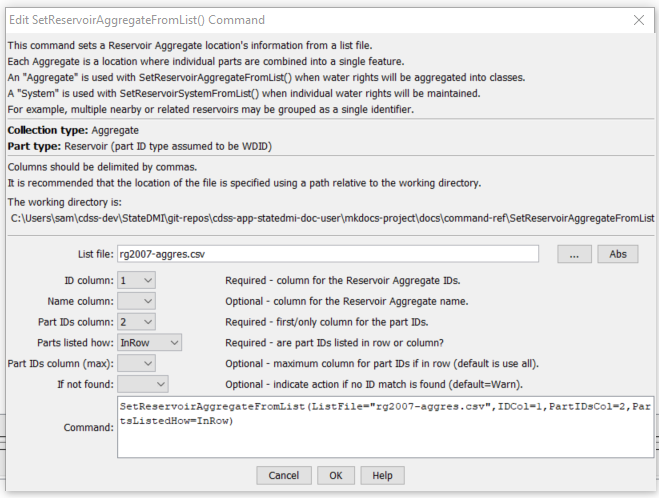 Edit SetReservoirAggregateFromList() Command
This command sets a Reservoir Aggregate location's information from a list file.
Each Aggregate is a location where individual parts are combined into a single feature.
An "Aggregate" is used with SetReservoirAggregateFromList() when water rights will be aggregated into classes.
A "System" is used with SetReservoirSystemFromList() when individual water rights will be maintained.
For example, multiple nearby or related reservoirs may be grouped as a single identifier.
Collection type: Aggregate
Part type: Reservoir (part ID type assumed to be WDID)
Columns should be delimited by commas.
It is recommended that the location of the file is specified using a path relative to the working directory.
The working directory is:
C:\Users\sam\cdss-dev\StateDMI\git-repos\cdss-app-statedmi-doc-user\mkdocs-project\docs\command-ref\SetReservoirAggregateFromList
List file: rg2007-aggres.csv ... Abs
ID column: 1 Required - column for the Reservoir Aggregate IDs.
Name column: Optional - column for the Reservoir Aggregate name.
Part IDs column: 2 Required - first/only column for the part IDs.
Parts listed how: InRow Required - are part IDs listed in row or column?
Part IDs column (max): Optional - maximum column for part IDs if in row (default is use all).
If not found: Optional - indicate action if no ID match is found (default=Warn).
Command: SetReservoirAggregateFromList(ListFile="rg2007-aggres.csv",IDCol=1,PartIDsCol=2,Par
tsListedHow=InRow)
Cancel OK Help